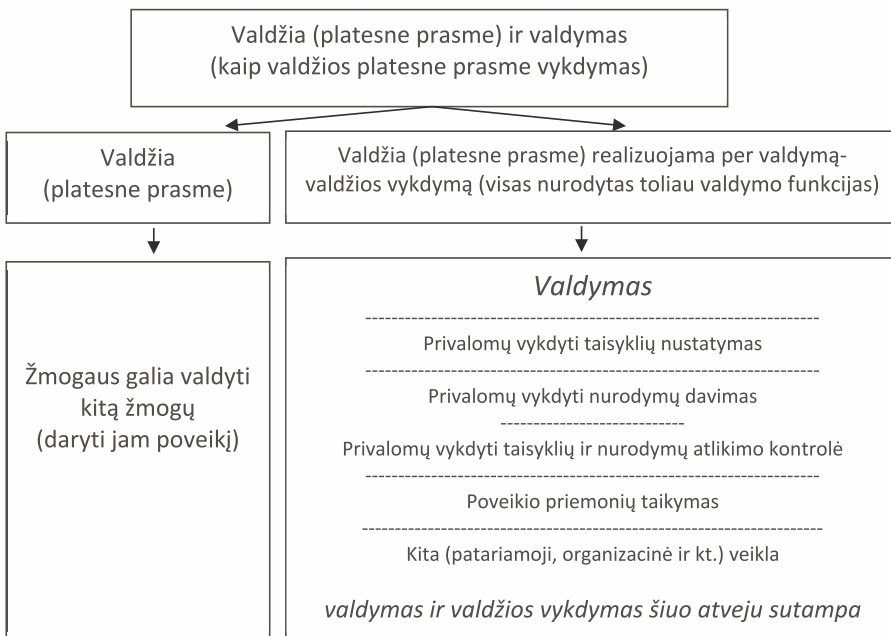 Valdžia (platesne prasme) ir valdymas
(kaip valdžios platesne prasme vykdymas)
Valdžia
(platesne prasme)
Valdžia (platesne prasme) realizuojama per valdymą-
valdžios vykdymą (visas nurodytas toliau valdymo funkcijas)
Žmogaus galia valdyti
kitą žmogų
(daryti jam poveikį)
Valdymas
Privalomų vykdyti taisyklių nustatymas
Privalomų vykdyti nurodymų davimas
Privalomų vykdyti taisyklių ir nurodymų atlikimo kontrolė
Poveikio priemonių taikymas
Kita (patariamoji, organizacinė ir kt.) veikla
valdymas ir valdžios vykdymas šiuo atveju sutampa